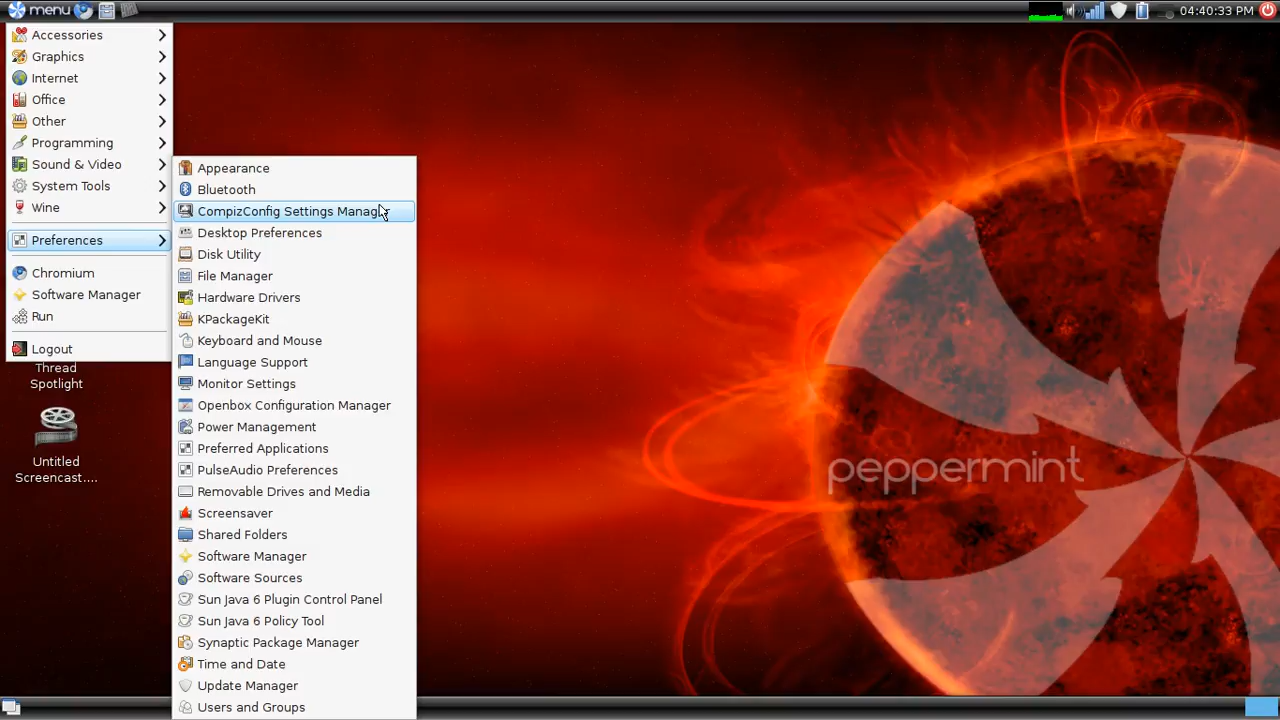 menu
04:40:33 PM
Accessories
Graphics
Internet
Office
Other
Programming
Sound & Video
System Tools
Wine
Preferences
Chromium
Software Manager
Run
Logout
Thread
Spotlight
Untitled
Screencast....
Appearance
Bluetooth
CompizConfig Settings Manager
Desktop Preferences
Disk Utility
File Manager
Hardware Drivers
KPackageKit
Keyboard and Mouse
Language Support
Monitor Settings
Openbox Configuration Manager
Power Management
Preferred Applications
PulseAudio Preferences
Removable Drives and Media
Screensaver
Shared Folders
Software Manager
Software Sources
Sun Java 6 Plugin Control Panel
Sun Java 6 Policy Tool
Synaptic Package Manager
Time and Date
Update Manager
Users and Groups
peppermint